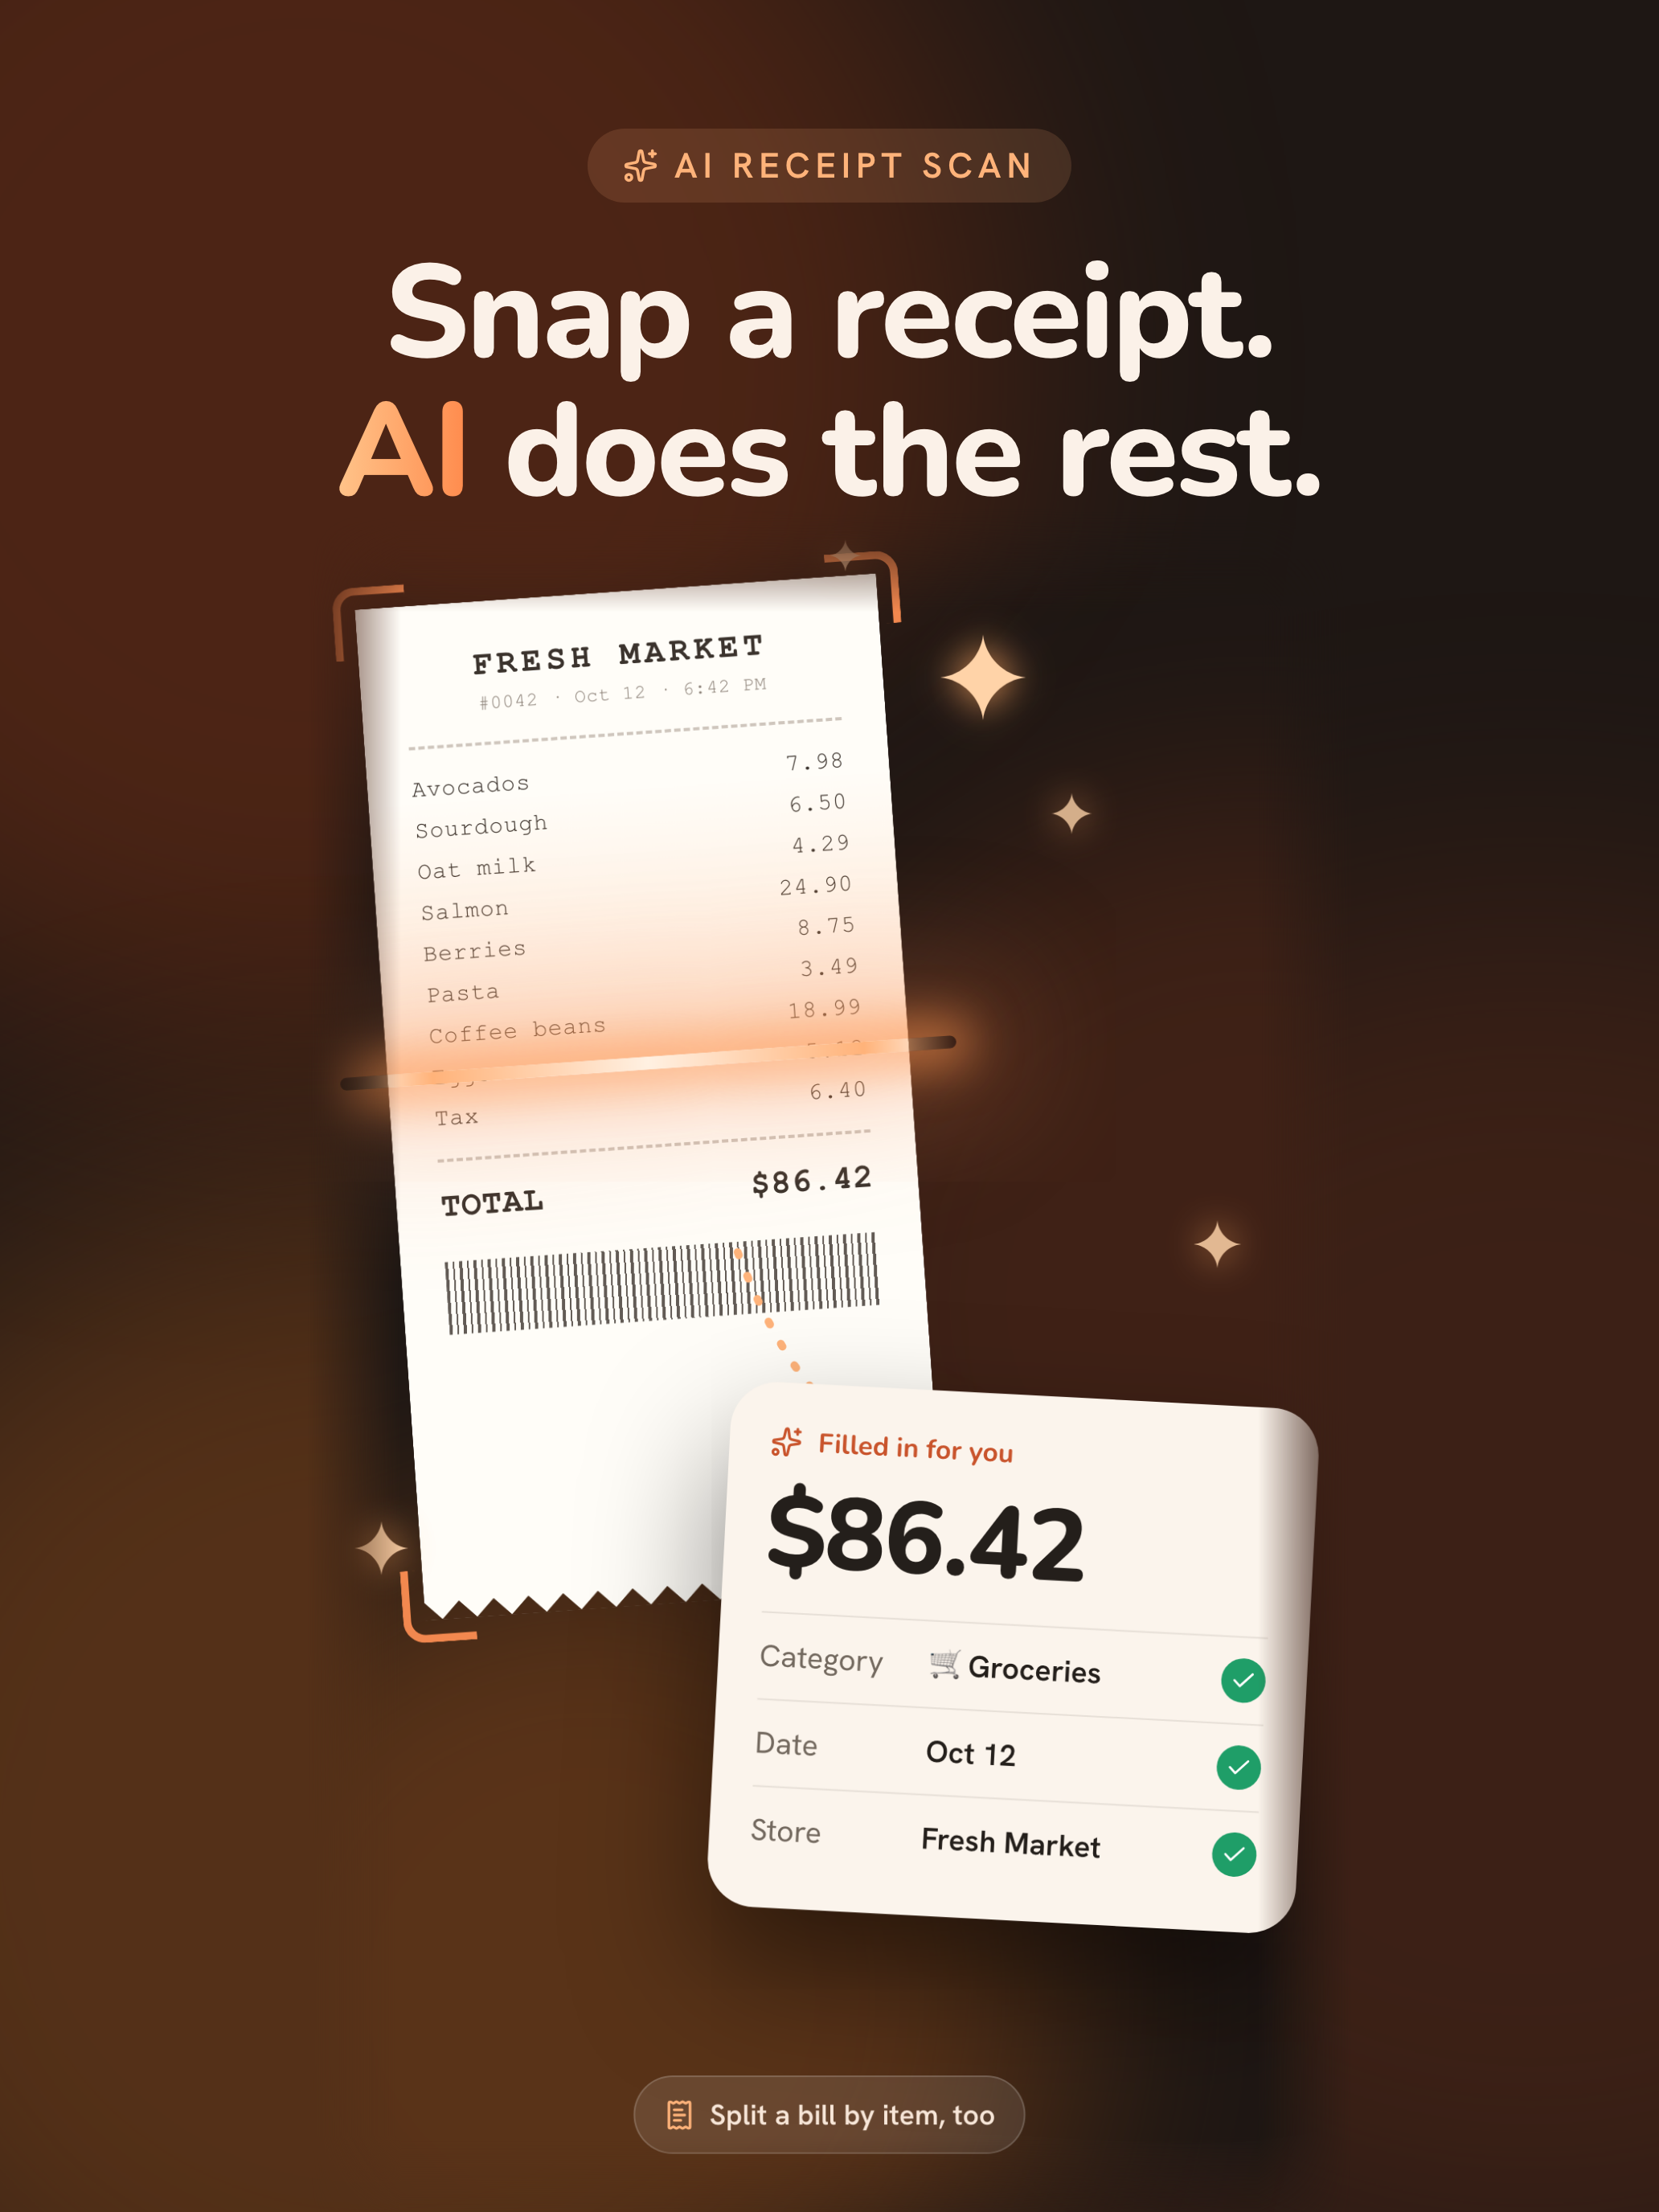 AI RECEIPT SCAN
Snap a receipt.
AI does the rest.
FRESH MARKET
#0042 · Oct 12 · 6:42 PM
Avocados 7.98
Sourdough 6.50
Oat milk 4.29
Salmon 24.90
Berries 8.75
Pasta 3.49
Coffee beans 18.99
Tax 6.40
TOTAL $86.42
Filled in for you
$86.42
Category Groceries
Date Oct 12
Store Fresh Market
Split a bill by item, too